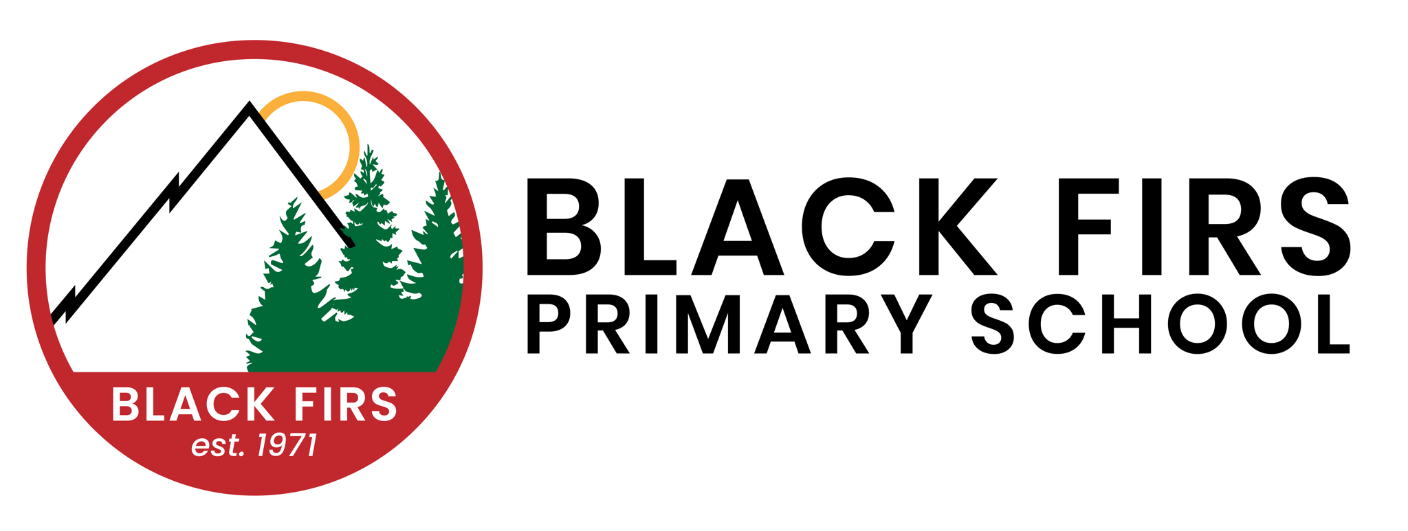 BLACK FIRS
est. 1971
BLACK FIRS
PRIMARY SCHOOL